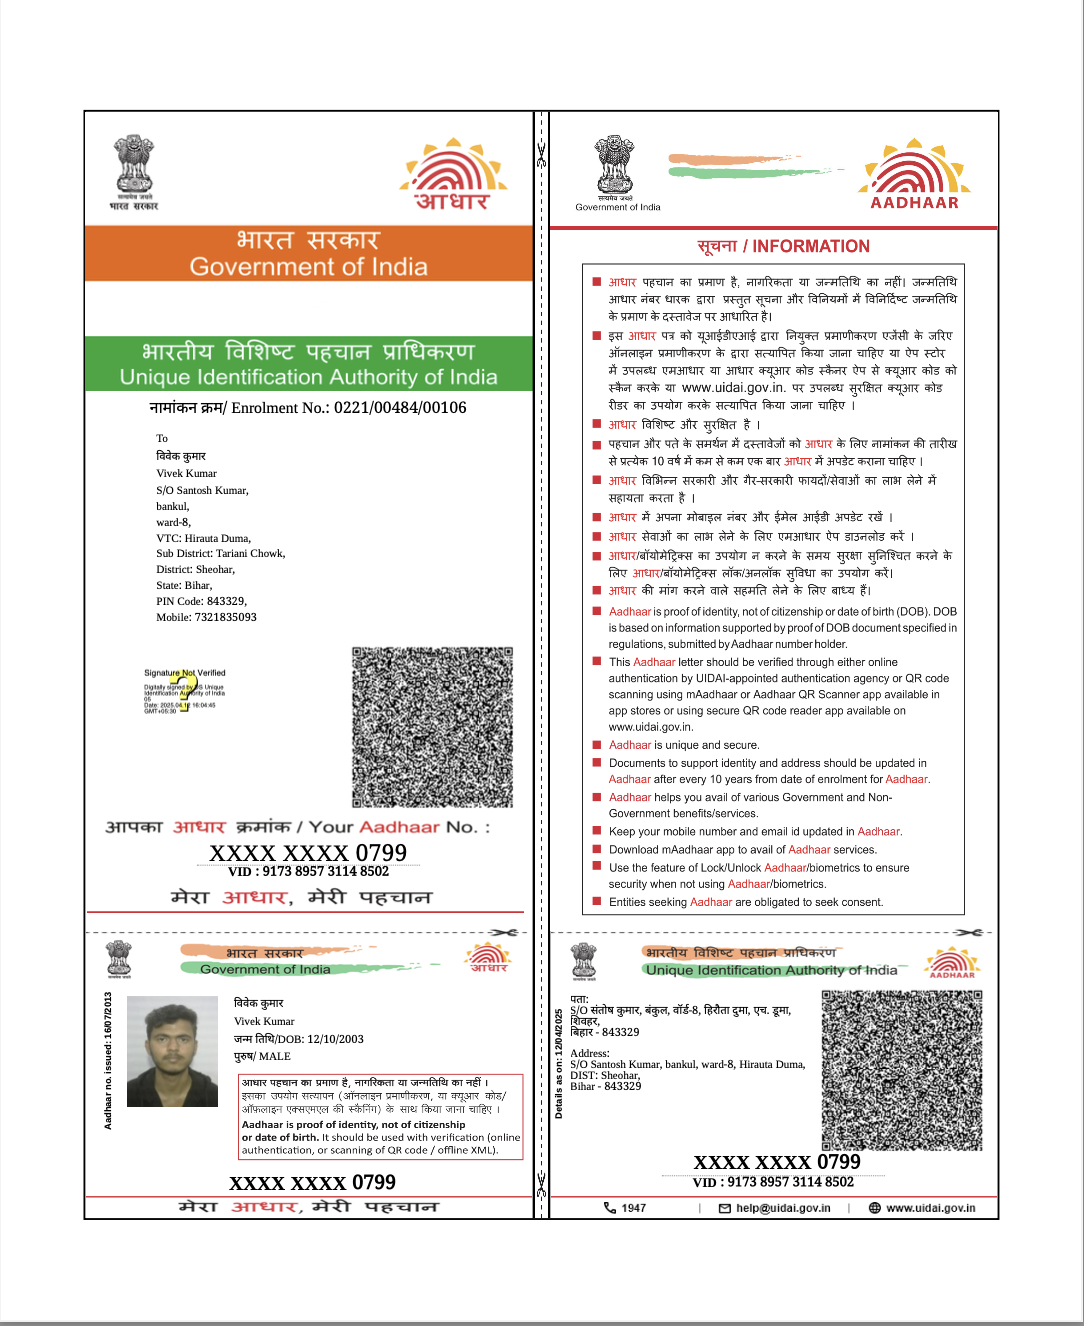 सत्यमेव जयते
भारत सरकार
आधार
भारत सरकार
Government of India
भारतीय विशिष्ट पहचान प्राधिकरण
Unique Identification Authority of India
नामांकन क्रम/ Enrolment No.: 0221/00484/00106
To
विवेक कुमार
Vivek Kumar
S/O Santosh Kumar,
bankul,
ward-8,
VTC: Hirauta Duma,
Sub District: Tariani Chowk,
District: Sheohar,
State: Bihar,
PIN Code: 843329,
Mobile: 7321835093
Signature Not Verified
Digitally signed by DS Unique
Identification Authority of India
05
Date: 2025.04.12 16:04:45
GMT+05:30
आपका आधार क्रमांक / Your Aadhaar No. :
XXXX XXXX 0799
VID : 9173 8957 3114 8502
मेरा आधार, मेरी पहचान
भारत सरकार
Government of India
आधार
Aadhaar no. issued: 16/07/2013
विवेक कुमार
Vivek Kumar
जन्म तिथि/DOB: 12/10/2003
पुरुष/ MALE
आधार पहचान का प्रमाण है, नागरिकता या जन्मतिथि का नहीं ।
इसका उपयोग सत्यापन (ऑनलाइन प्रमाणीकरण, या क्यूआर कोड/
ऑफ़लाइन एक्सएमएल की स्कैनिंग) के साथ किया जाना चाहिए ।
Aadhaar is proof of identity, not of citizenship
or date of birth. It should be used with verification (online
authentication, or scanning of QR code / offline XML).
XXXX XXXX 0799
मेरा आधार, मेरी पहचान
सत्यमेव जयते
Government of India
AADHAAR
सूचना / INFORMATION
आधार पहचान का प्रमाण है, नागरिकता या जन्मतिथि का नहीं। जन्मतिथि
आधार नंबर धारक द्वारा प्रस्तुत सूचना और विनियमों में विनिर्दिष्ट जन्मतिथि
के प्रमाण के दस्तावेज पर आधारित है।
इस आधार पत्र को यूआईडीएआई द्वारा नियुक्त प्रमाणीकरण एजेंसी के जरिए
ऑनलाइन प्रमाणीकरण के द्वारा सत्यापित किया जाना चाहिए या ऐप स्टोर
में उपलब्ध एमआधार या आधार क्यूआर कोड स्कैनर ऐप से क्यूआर कोड को
स्कैन करके या www.uidai.gov.in. पर उपलब्ध सुरक्षित क्यूआर कोड
रीडर का उपयोग करके सत्यापित किया जाना चाहिए ।
आधार विशिष्ट और सुरक्षित है ।
पहचान और पते के समर्थन में दस्तावेजों को आधार के लिए नामांकन की तारीख
से प्रत्येक 10 वर्ष में कम से कम एक बार आधार में अपडेट कराना चाहिए ।
आधार विभिन्न सरकारी और गैर-सरकारी फायदों/सेवाओं का लाभ लेने में
सहायता करता है ।
आधार में अपना मोबाइल नंबर और ईमेल आईडी अपडेट रखें ।
आधार सेवाओं का लाभ लेने के लिए एमआधार ऐप डाउनलोड करें ।
आधार/बॉयोमेट्रिक्स का उपयोग न करने के समय सुरक्षा सुनिश्चित करने के
लिए आधार/बॉयोमेट्रिक्स लॉक/अनलॉक सुविधा का उपयोग करें।
आधार की मांग करने वाले सहमति लेने के लिए बाध्य हैं।
Aadhaar is proof of identity, not of citizenship or date of birth (DOB). DOB
is based on information supported by proof of DOB document specified in
regulations, submitted by Aadhaar number holder.
This Aadhaar letter should be verified through either online
authentication by UIDAI-appointed authentication agency or QR code
scanning using mAadhaar or Aadhaar QR Scanner app available in
app stores or using secure QR code reader app available on
www.uidai.gov.in.
Aadhaar is unique and secure.
Documents to support identity and address should be updated in
Aadhaar after every 10 years from date of enrolment for Aadhaar.
Aadhaar helps you avail of various Government and Non-
Government benefits/services.
Keep your mobile number and email id updated in Aadhaar.
Download mAadhaar app to avail of Aadhaar services.
Use the feature of Lock/Unlock Aadhaar/biometrics to ensure
security when not using Aadhaar/biometrics.
Entities seeking Aadhaar are obligated to seek consent.
भारतीय विशिष्ट पहचान प्राधिकरण
Unique Identification Authority of India
AADHAAR
Details as on: 12/04/2025
पता:
S/O संतोष कुमार, बंकुल, वॉर्ड-8, हिरौता दुमा, एच. डूमा,
शिवहर,
बिहार - 843329
Address:
S/O Santosh Kumar, bankul, ward-8, Hirauta Duma,
DIST: Sheohar,
Bihar - 843329
XXXX XXXX 0799
VID : 9173 8957 3114 8502
1947 | help@uidai.gov.in | www.uidai.gov.in